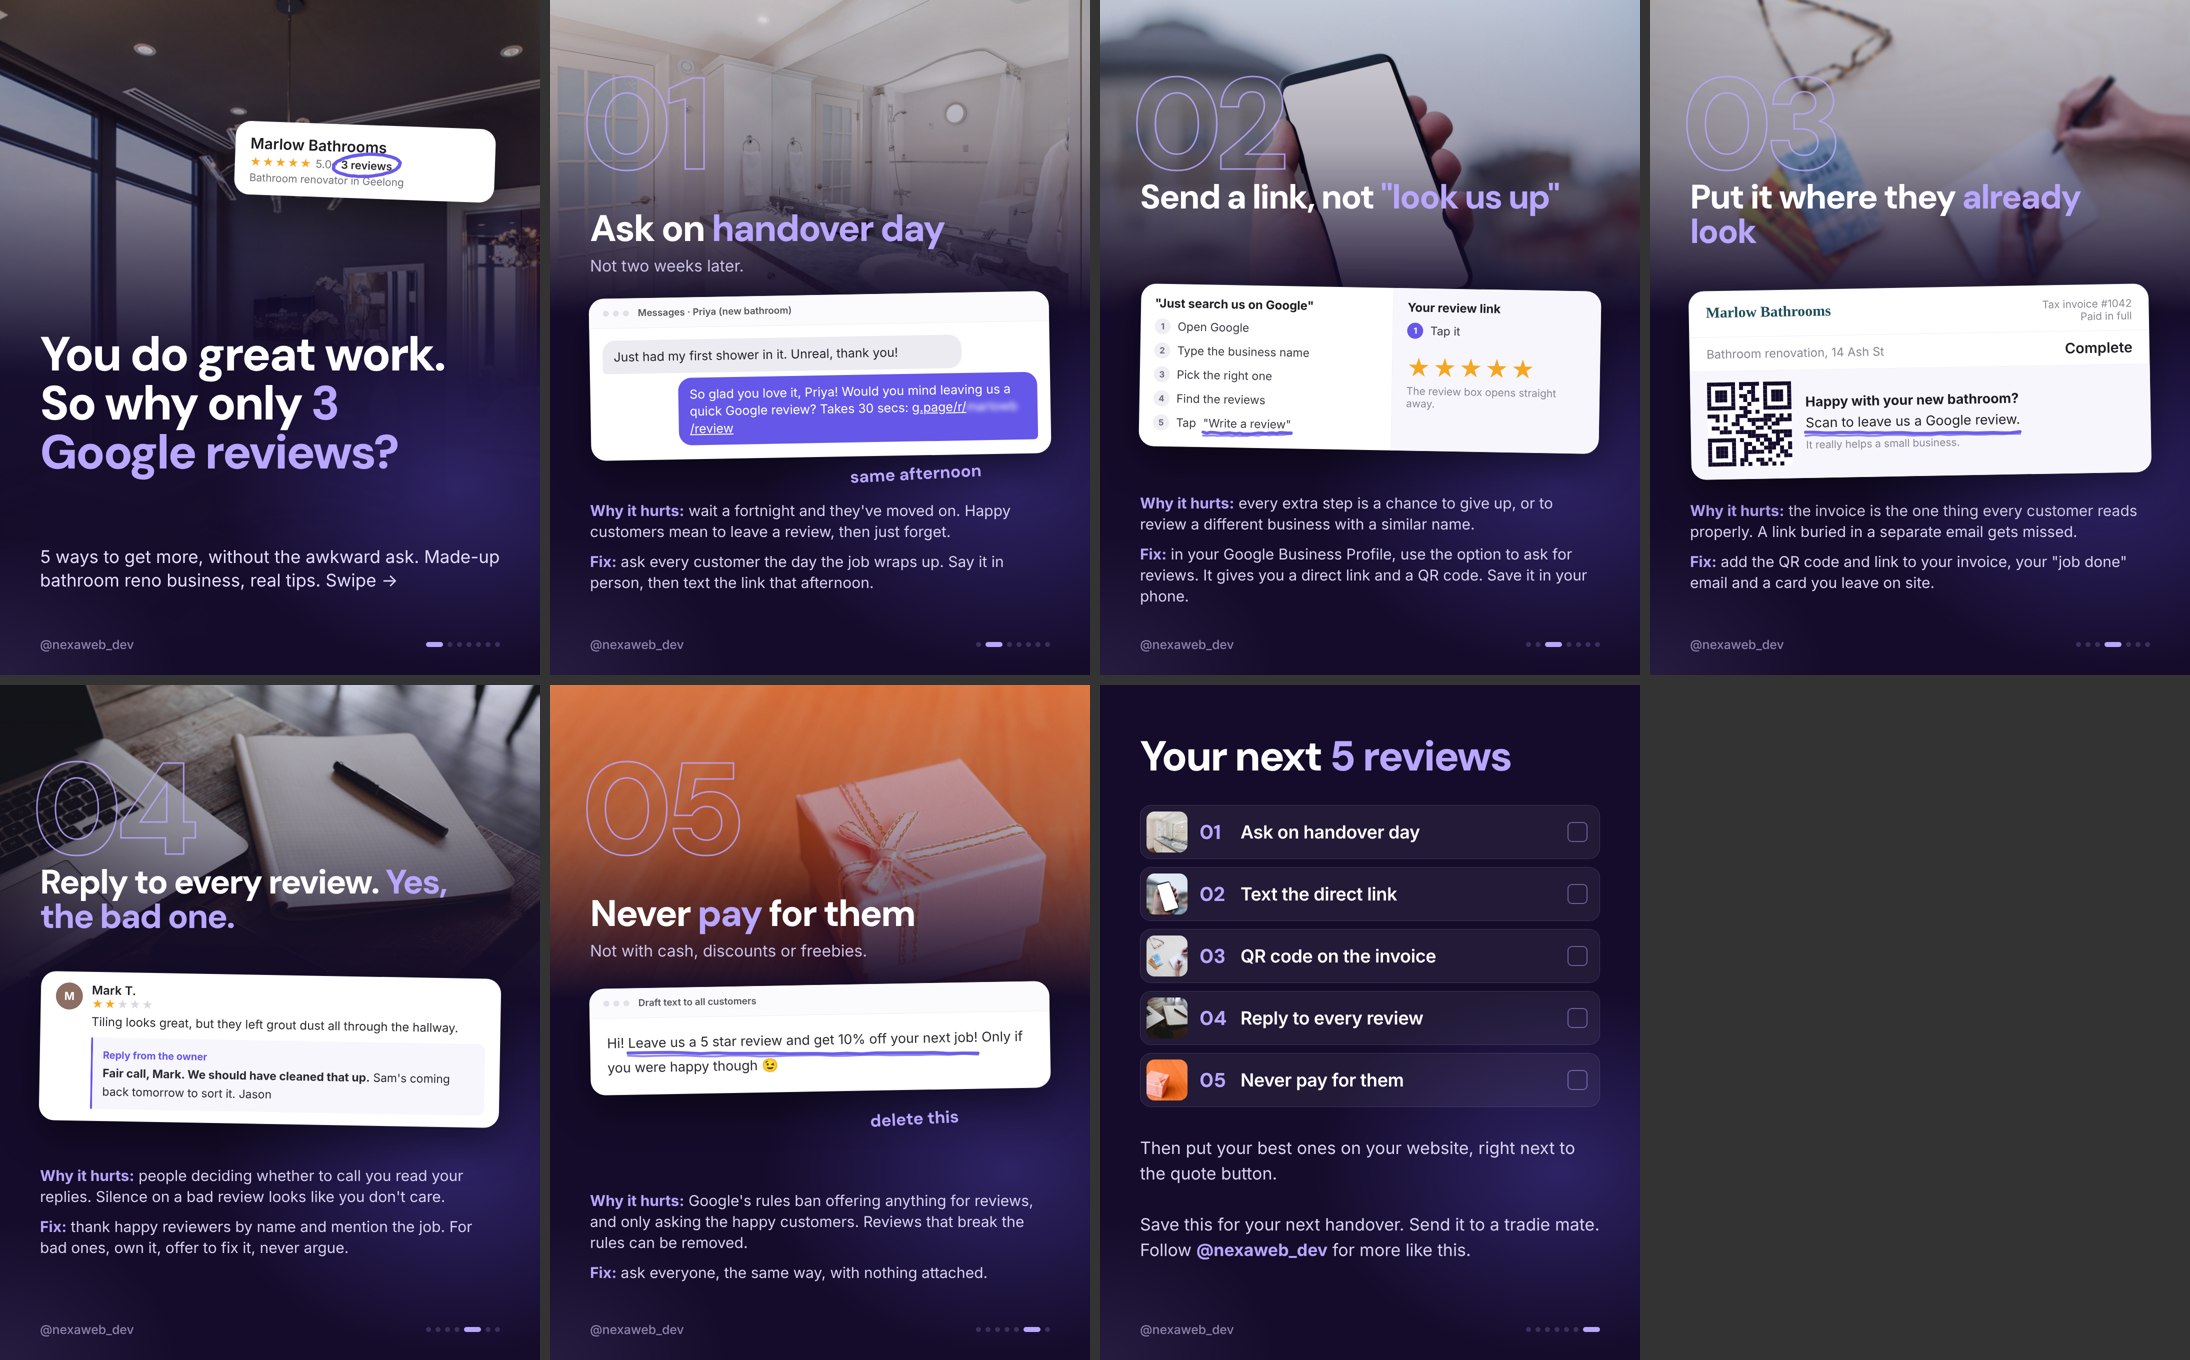 Marlow Bathrooms
★★★★★ 5.0 3 reviews
Bathroom renovator in Geelong
You do great work.
So why only 3
Google reviews?
5 ways to get more, without the awkward ask. Made-up
bathroom reno business, real tips. Swipe →
@nexaweb_dev
01
Ask on handover day
Not two weeks later.
Messages · Priya (new bathroom)
Just had my first shower in it. Unreal, thank you!
So glad you love it, Priya! Would you mind leaving us a
quick Google review? Takes 30 secs: g.page/r/
/review
same afternoon
Why it hurts: wait a fortnight and they've moved on. Happy
customers mean to leave a review, then just forget.
Fix: ask every customer the day the job wraps up. Say it in
person, then text the link that afternoon.
@nexaweb_dev
02
Send a link, not "look us up"
"Just search us on Google"
1 Open Google
2 Type the business name
3 Pick the right one
4 Find the reviews
5 Tap "Write a review"
Your review link
1 Tap it
★★★★★
The review box opens straight
away.
Why it hurts: every extra step is a chance to give up, or to
review a different business with a similar name.
Fix: in your Google Business Profile, use the option to ask for
reviews. It gives you a direct link and a QR code. Save it in your
phone.
@nexaweb_dev
03
Put it where they already
look
Marlow Bathrooms
Tax invoice #1042
Paid in full
Bathroom renovation, 14 Ash St
Complete
Happy with your new bathroom?
Scan to leave us a Google review.
It really helps a small business.
Why it hurts: the invoice is the one thing every customer reads
properly. A link buried in a separate email gets missed.
Fix: add the QR code and link to your invoice, your "job done"
email and a card you leave on site.
@nexaweb_dev
04
Reply to every review. Yes,
the bad one.
M
Mark T.
★★★★★
Tiling looks great, but they left grout dust all through the hallway.
Reply from the owner
Fair call, Mark. We should have cleaned that up. Sam's coming
back tomorrow to sort it. Jason
Why it hurts: people deciding whether to call you read your
replies. Silence on a bad review looks like you don't care.
Fix: thank happy reviewers by name and mention the job. For
bad ones, own it, offer to fix it, never argue.
@nexaweb_dev
05
Never pay for them
Not with cash, discounts or freebies.
Draft text to all customers
Hi! Leave us a 5 star review and get 10% off your next job! Only if
you were happy though 😉
delete this
Why it hurts: Google's rules ban offering anything for reviews,
and only asking the happy customers. Reviews that break the
rules can be removed.
Fix: ask everyone, the same way, with nothing attached.
@nexaweb_dev
Your next 5 reviews
01 Ask on handover day
02 Text the direct link
03 QR code on the invoice
04 Reply to every review
05 Never pay for them
Then put your best ones on your website, right next to
the quote button.
Save this for your next handover. Send it to a tradie mate.
Follow @nexaweb_dev for more like this.
@nexaweb_dev